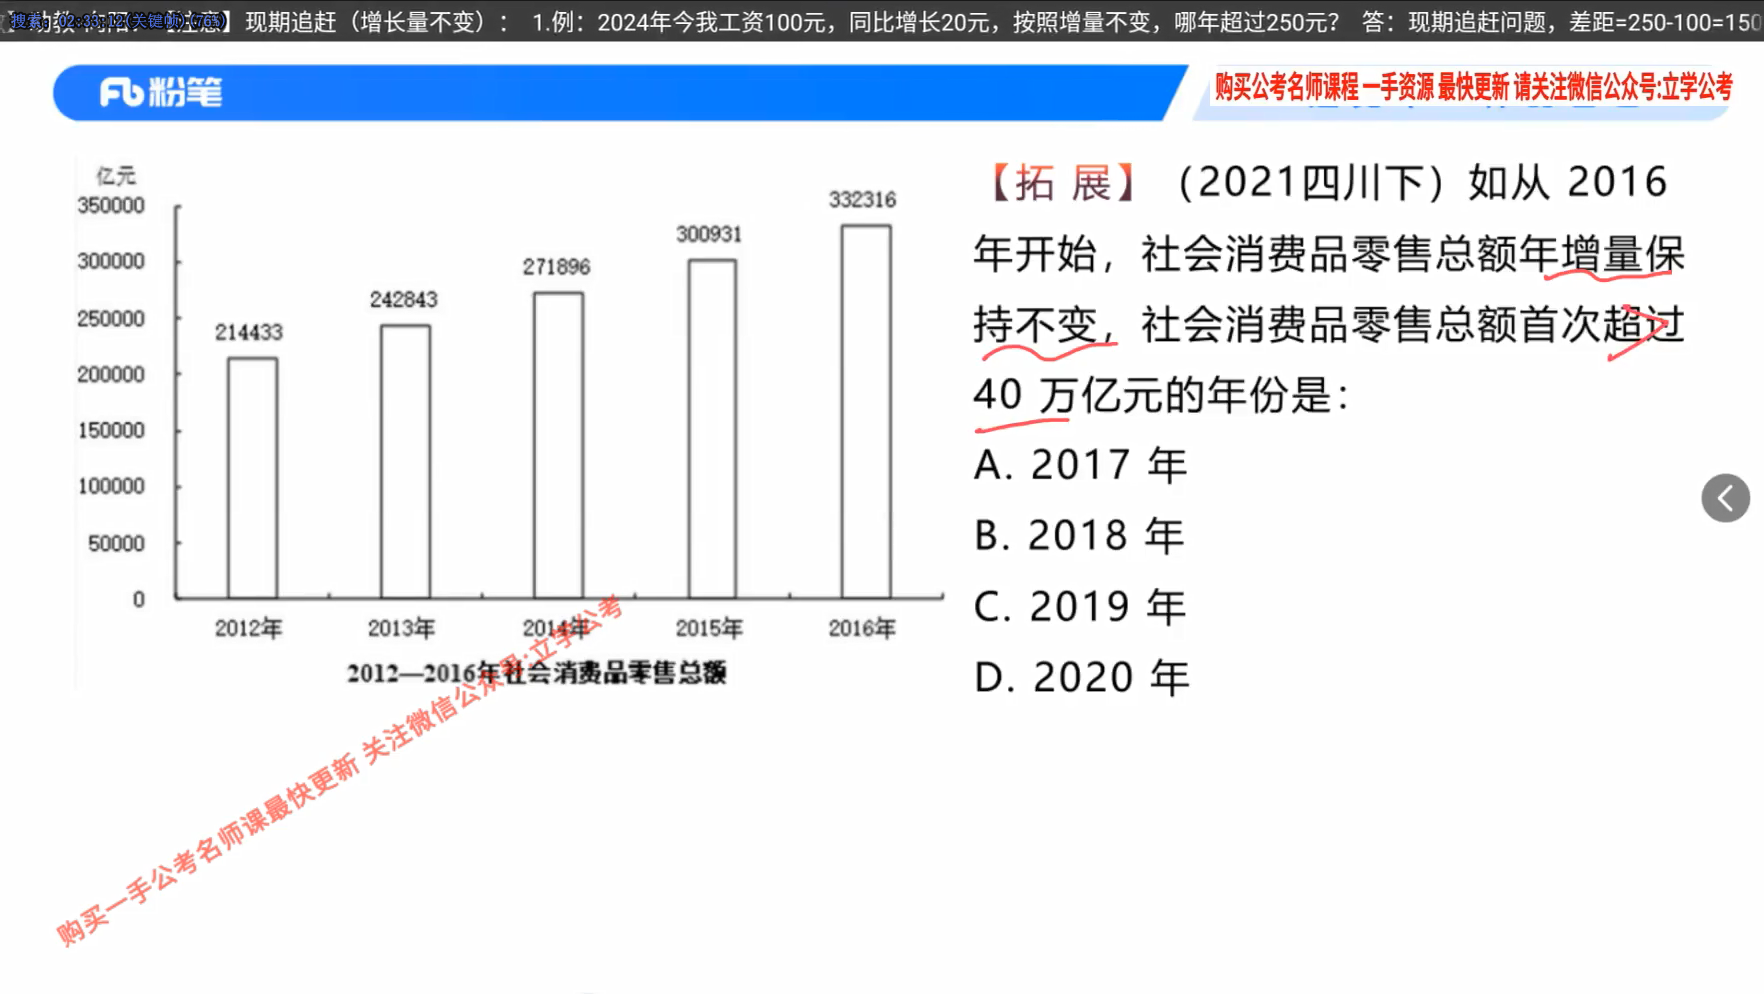 【注意】现期追赶（增长量不变）： 1.例：2024年今我工资100元，同比增长20元，按照增量不变，哪年超过250元？ 答：现期追赶问题，差距=250-100=150
粉笔
购买公考名师课程 一手资源 最快更新 请关注微信公众号:立学公考
亿元
350000
300000
250000
200000
150000
100000
50000
0
214433
242843
271896
300931
332316
2012年
2013年
2014年
2015年
2016年
2012—2016年社会消费品零售总额
购买一手公考名师课最快更新 关注微信公众号:立学公考
【拓 展】（2021四川下）如从 2016
年开始，社会消费品零售总额年增量保
持不变，社会消费品零售总额首次超过
40 万亿元的年份是：
A. 2017 年
B. 2018 年
C. 2019 年
D. 2020 年